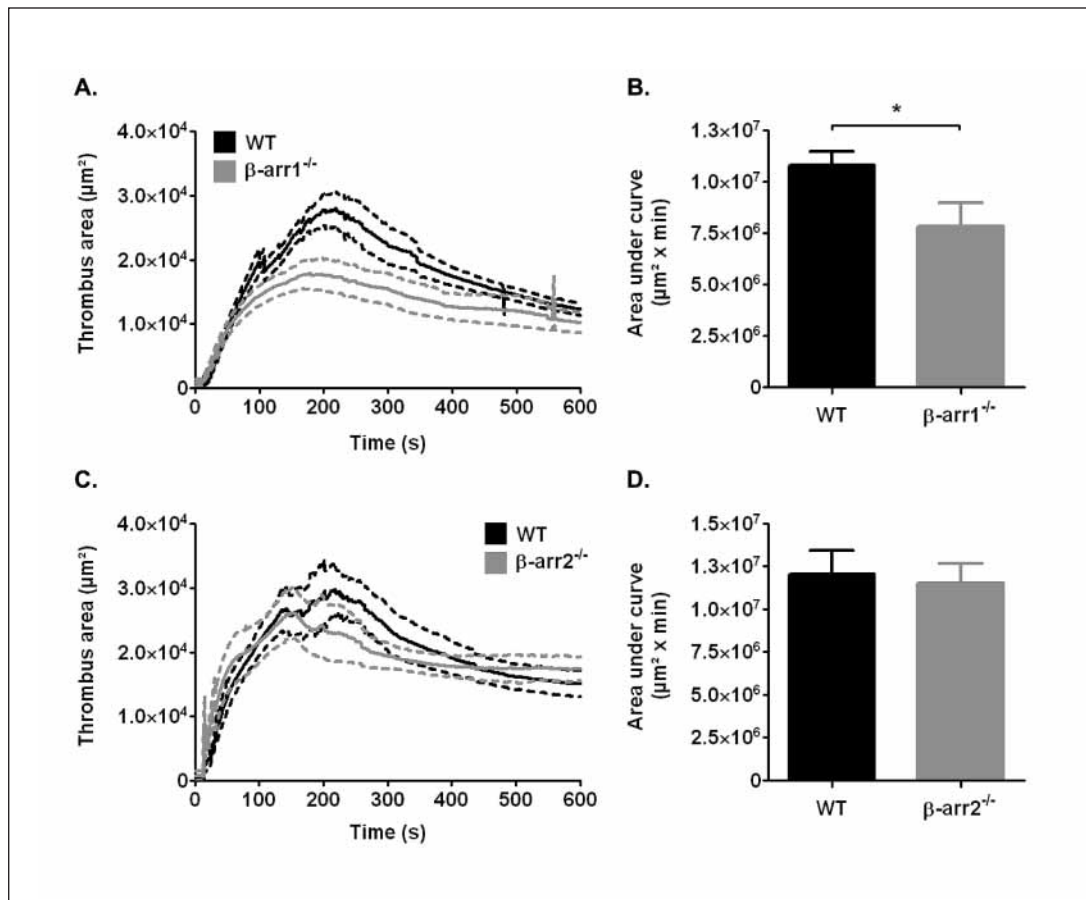 A.
4.0×10⁴
3.0×10⁴
2.0×10⁴
1.0×10⁴
0
Thrombus area (µm²)
WT
β-arr1⁻/⁻
0 100 200 300 400 500 600
Time (s)
B.
*
1.3×10⁷
1.0×10⁷
7.5×10⁶
5.0×10⁶
2.5×10⁶
0
Area under curve
(µm² x min)
WT β-arr1⁻/⁻
C.
4.0×10⁴
3.0×10⁴
2.0×10⁴
1.0×10⁴
0
Thrombus area (µm²)
WT
β-arr2⁻/⁻
0 100 200 300 400 500 600
Time (s)
D.
1.5×10⁷
1.3×10⁷
1.0×10⁷
7.5×10⁶
5.0×10⁶
2.5×10⁶
0
Area under curve
(µm² x min)
WT β-arr2⁻/⁻